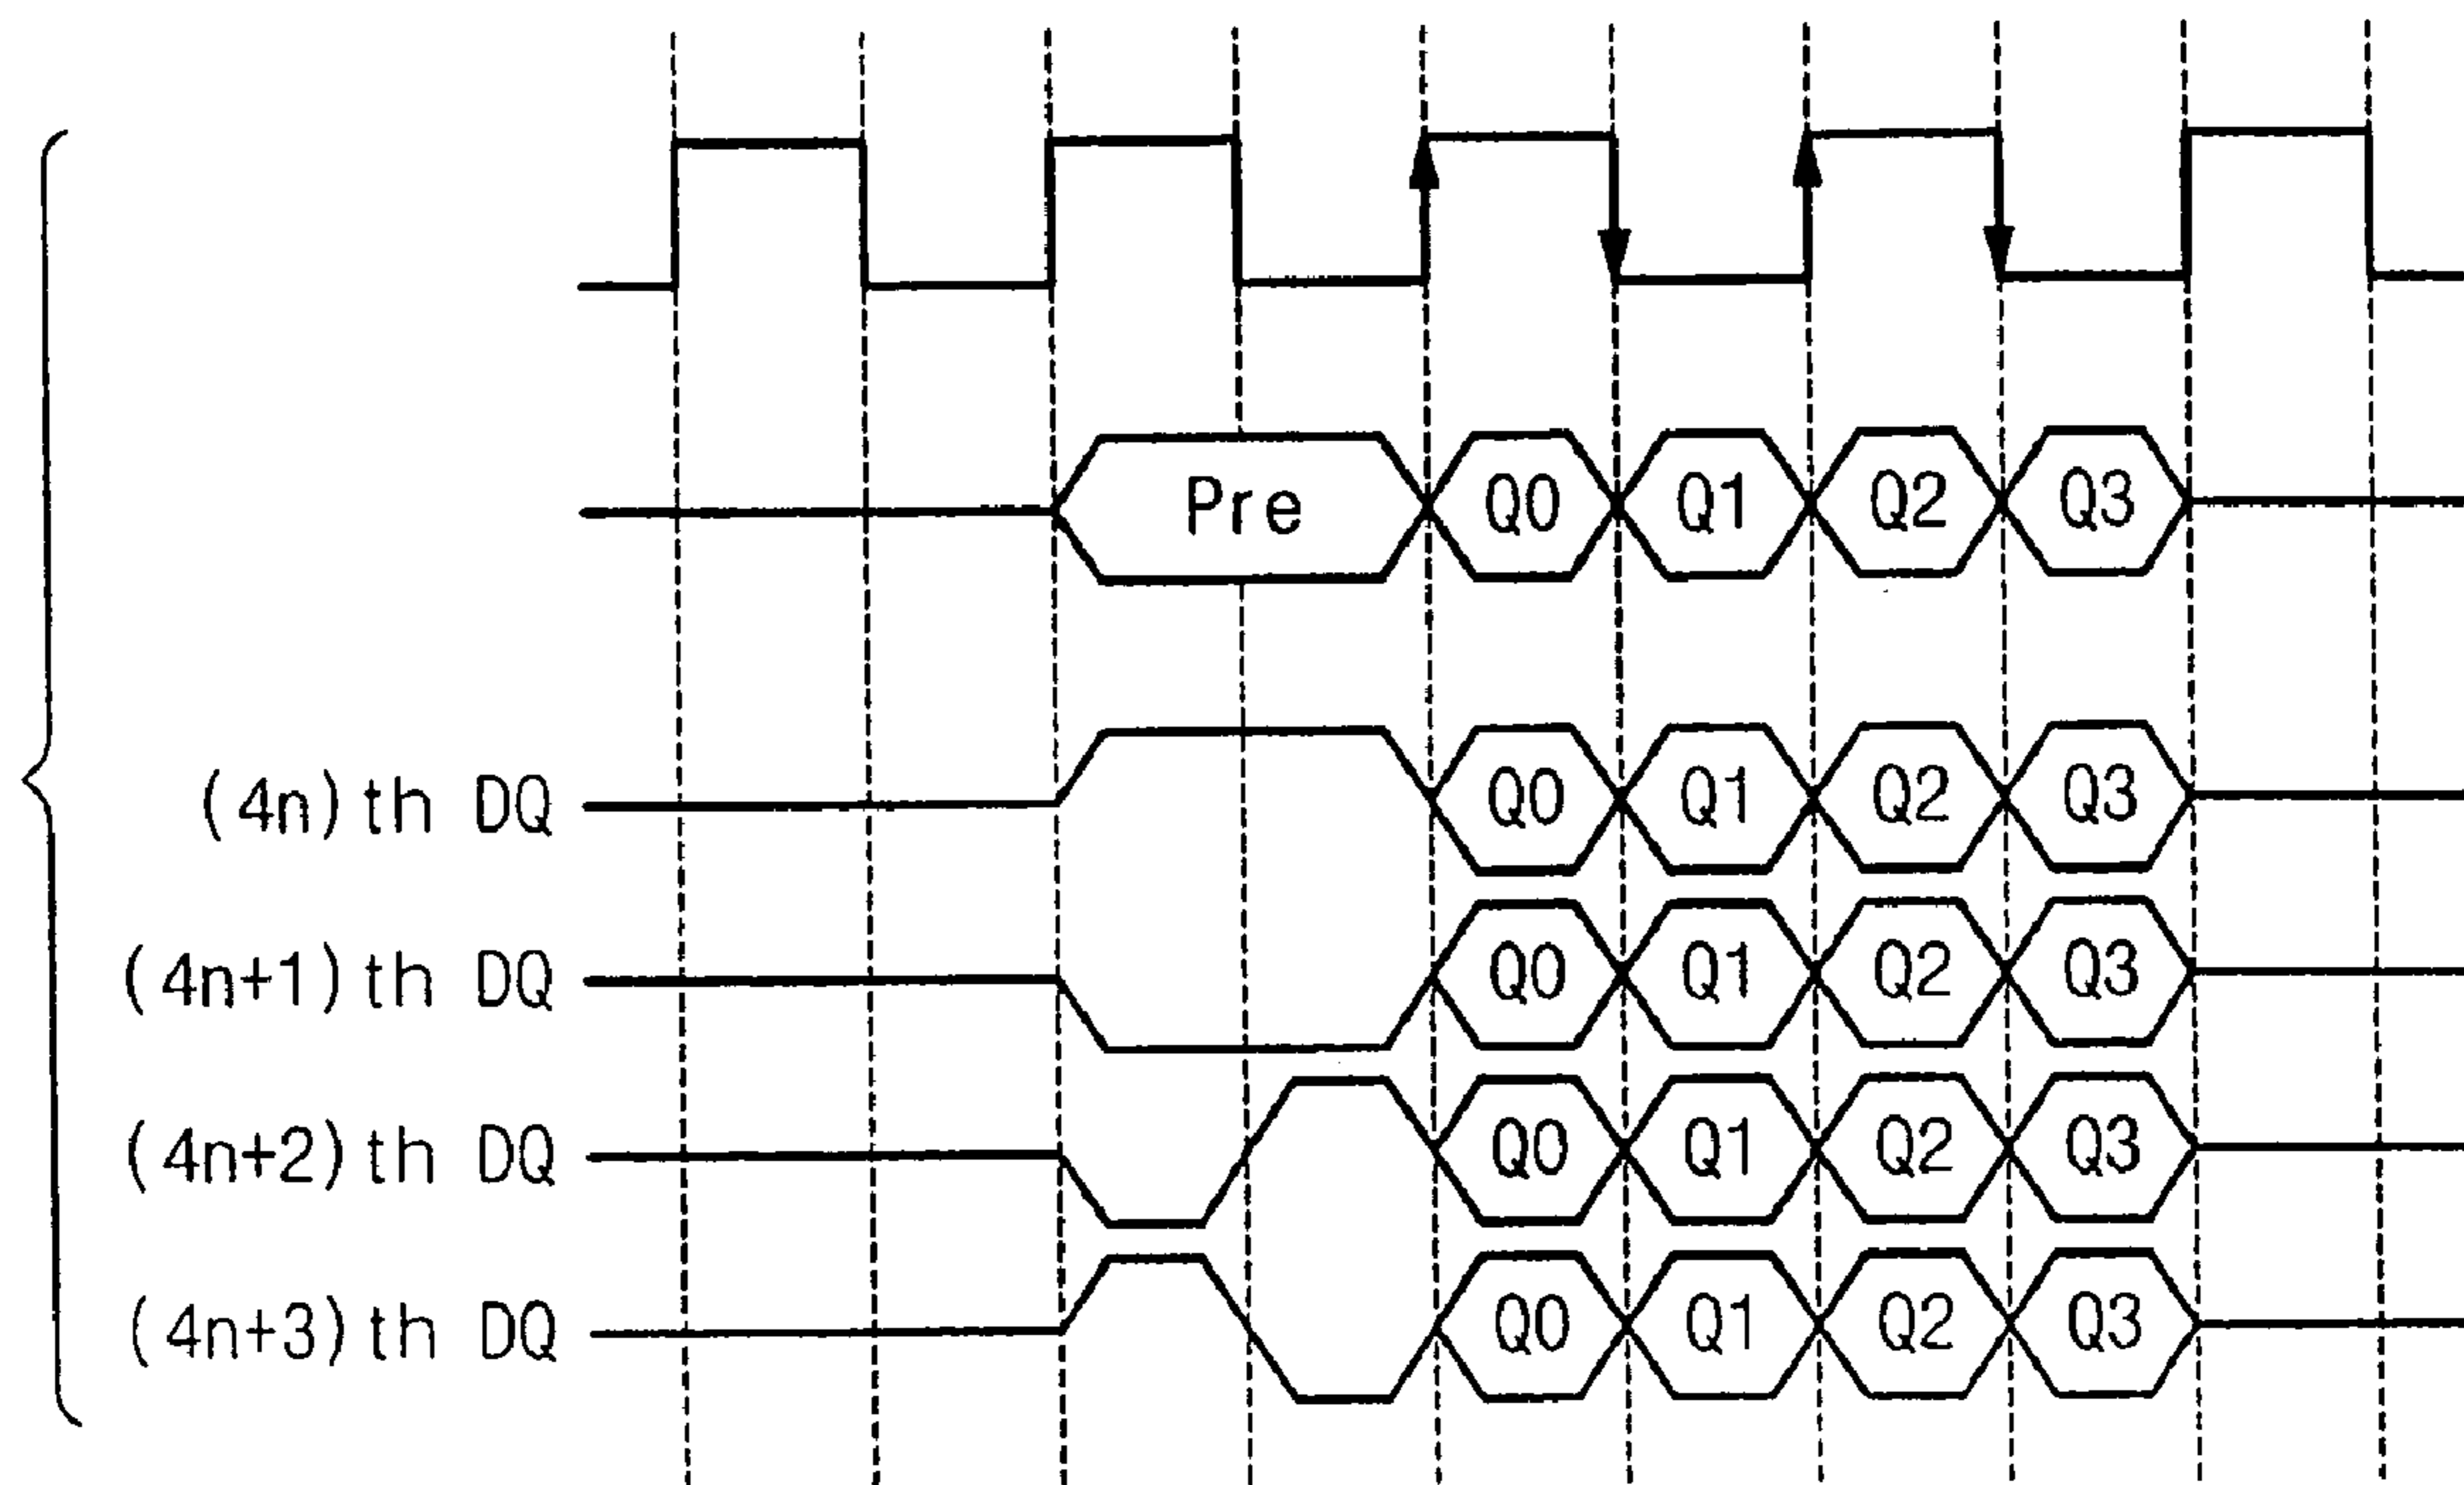 Pre Q0 Q1 Q2 Q3
(4n)th DQ Q0 Q1 Q2 Q3
(4n+1)th DQ Q0 Q1 Q2 Q3
(4n+2)th DQ Q0 Q1 Q2 Q3
(4n+3)th DQ Q0 Q1 Q2 Q3